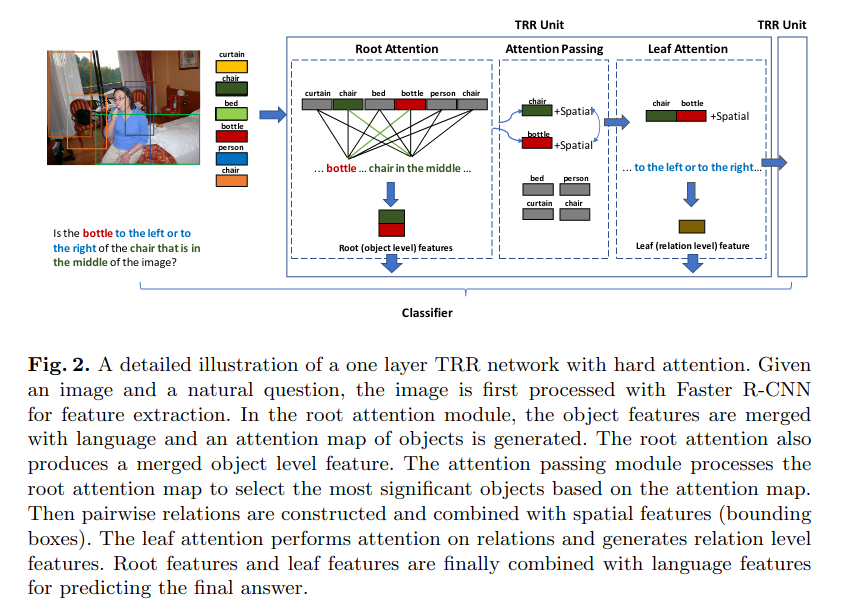 TRR Unit
TRR Unit
Root Attention
Attention Passing
Leaf Attention
curtain
chair
bed
bottle
person
chair
curtain chair bed bottle person chair
... bottle ... chair in the middle ...
Root (object level) features
chair
+Spatial
bottle
+Spatial
bed person
curtain chair
chair bottle
+Spatial
... to the left or to the right...
Leaf (relation level) feature
Is the bottle to the left or to
the right of the chair that is in
the middle of the image?
Classifier
Fig. 2. A detailed illustration of a one layer TRR network with hard attention. Given
an image and a natural question, the image is first processed with Faster R-CNN
for feature extraction. In the root attention module, the object features are merged
with language and an attention map of objects is generated. The root attention also
produces a merged object level feature. The attention passing module processes the
root attention map to select the most significant objects based on the attention map.
Then pairwise relations are constructed and combined with spatial features (bounding
boxes). The leaf attention performs attention on relations and generates relation level
features. Root features and leaf features are finally combined with language features
for predicting the final answer.